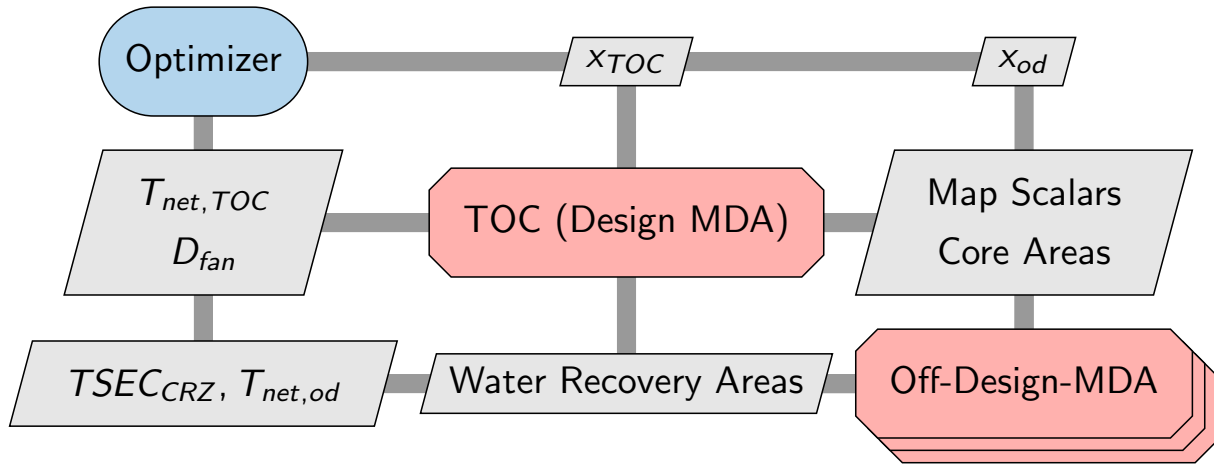 Optimizer
x_TOC
x_od
T_net,TOC
D_fan
TOC (Design MDA)
Map Scalars
Core Areas
TSEC_CRZ, T_net,od
Water Recovery Areas
Off-Design-MDA